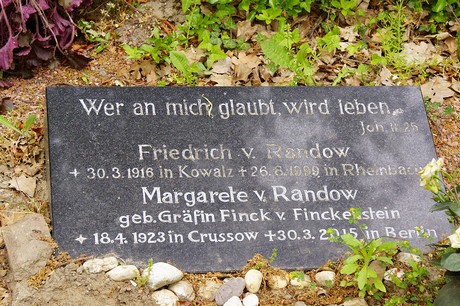 Wer an mich glaubt, wird leben.
Joh. 11.25
Friedrich v. Randow
* 30.3.1916 in Kowalz + 26.8.1999 in Rheinbach
Margarete v. Randow
geb. Gräfin Finck v. Finckenstein
* 18.4.1923 in Crussow + 30.3.2015 in Berlin